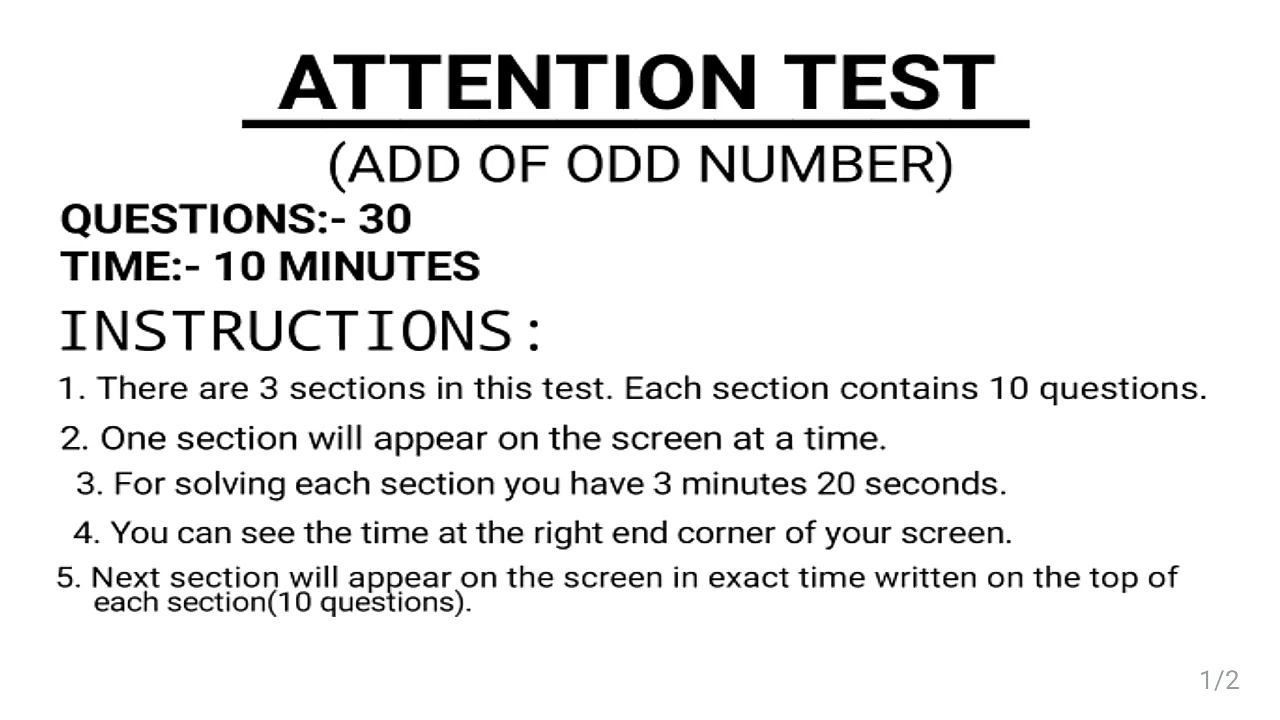 ATTENTION TEST
(ADD OF ODD NUMBER)
QUESTIONS:- 30
TIME:- 10 MINUTES
INSTRUCTIONS:
1. There are 3 sections in this test. Each section contains 10 questions.
2. One section will appear on the screen at a time.
3. For solving each section you have 3 minutes 20 seconds.
4. You can see the time at the right end corner of your screen.
5. Next section will appear on the screen in exact time written on the top of
each section(10 questions).
1/2